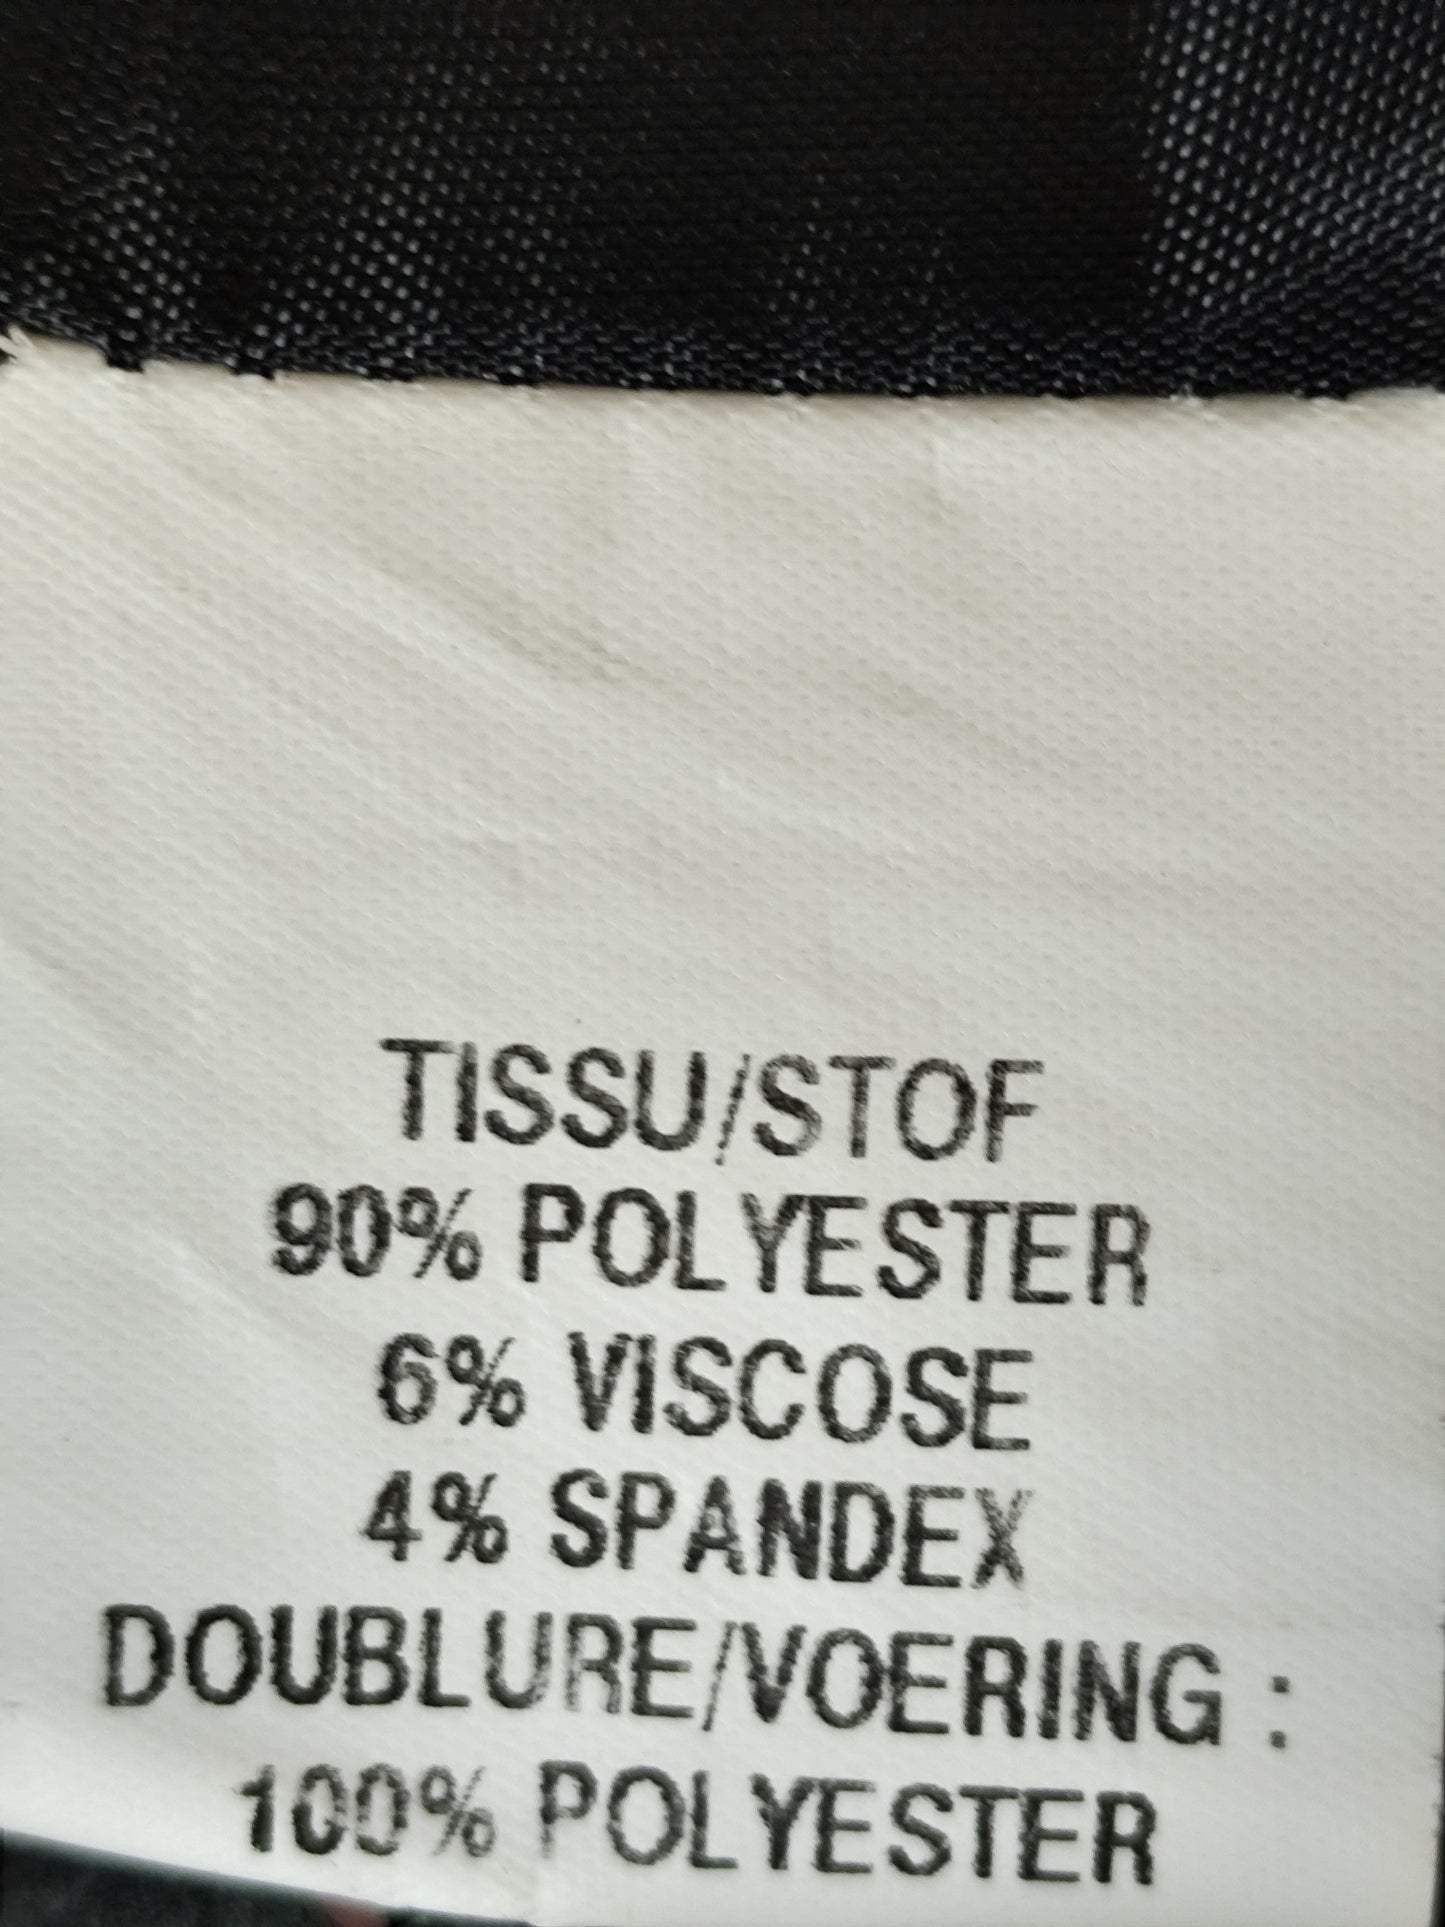 TISSU/STOF
90% POLYESTER
6% VISCOSE
4% SPANDEX
DOUBLURE/VOERING :
100% POLYESTER